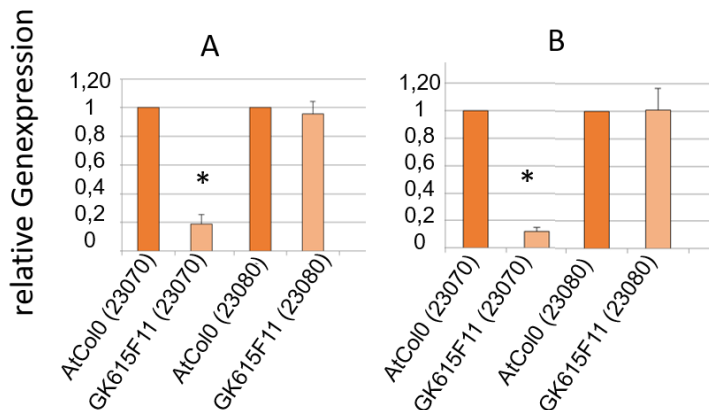 relative Genexpression
A
1,20
1
0,8
0,6
0,4
0,2
0
*
AtCol0 (23070)
GK615F11 (23070)
AtCol0 (23080)
GK615F11 (23080)
B
1,20
1
0,8
0,6
0,4
0,2
0
*
AtCol0 (23070)
GK615F11 (23070)
AtCol0 (23080)
GK615F11 (23080)